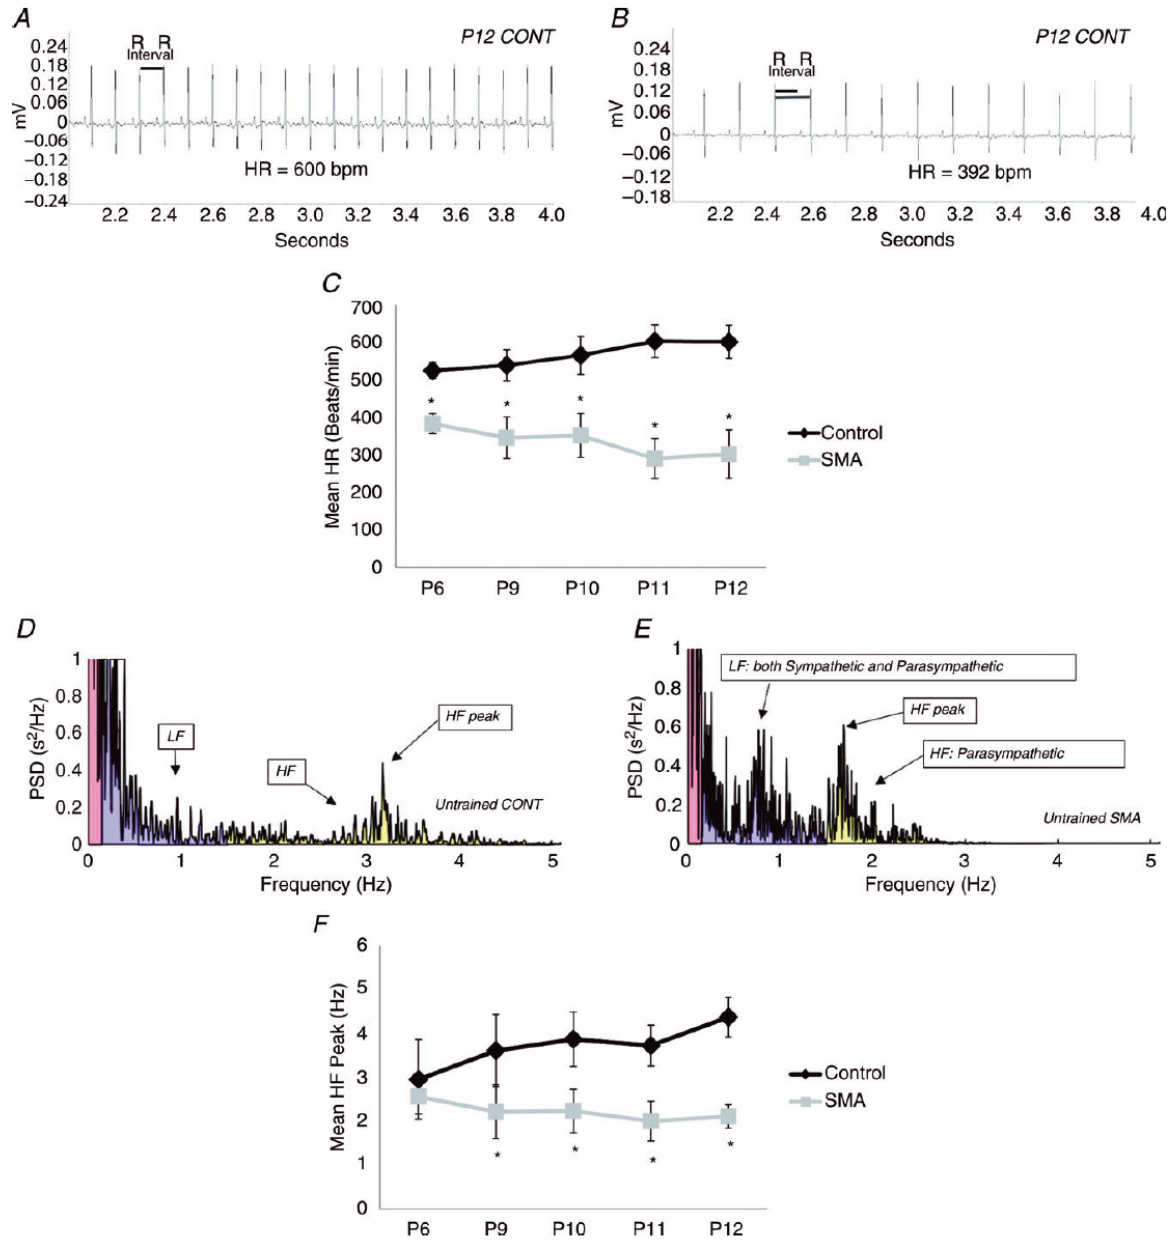 A
P12 CONT
R R
Interval
0.24
0.18
0.12
0.06
0
–0.06
–0.12
–0.18
–0.24
mV
HR = 600 bpm
2.2 2.4 2.6 2.8 3.0 3.2 3.4 3.6 3.8 4.0
Seconds
B
P12 CONT
R R
Interval
0.24
0.18
0.12
0.06
0
–0.06
–0.12
–0.18
mV
HR = 392 bpm
2.2 2.4 2.6 2.8 3.0 3.2 3.4 3.6 3.8 4.0
Seconds
C
700
600
500
400
300
200
100
0
Mean HR (Beats/min)
* * * * *
Control
SMA
P6 P9 P10 P11 P12
D
1
0.8
0.6
0.4
0.2
0
PSD (s²/Hz)
LF
HF
HF peak
Untrained CONT
0 1 2 3 4 5
Frequency (Hz)
E
1
0.8
0.6
0.4
0.2
0
PSD (s²/Hz)
LF: both Sympathetic and Parasympathetic
HF peak
HF: Parasympathetic
Untrained SMA
0 1 2 3 4 5
Frequency (Hz)
F
6
5
4
3
2
1
0
Mean HF Peak (Hz)
Control
SMA
* * * *
P6 P9 P10 P11 P12